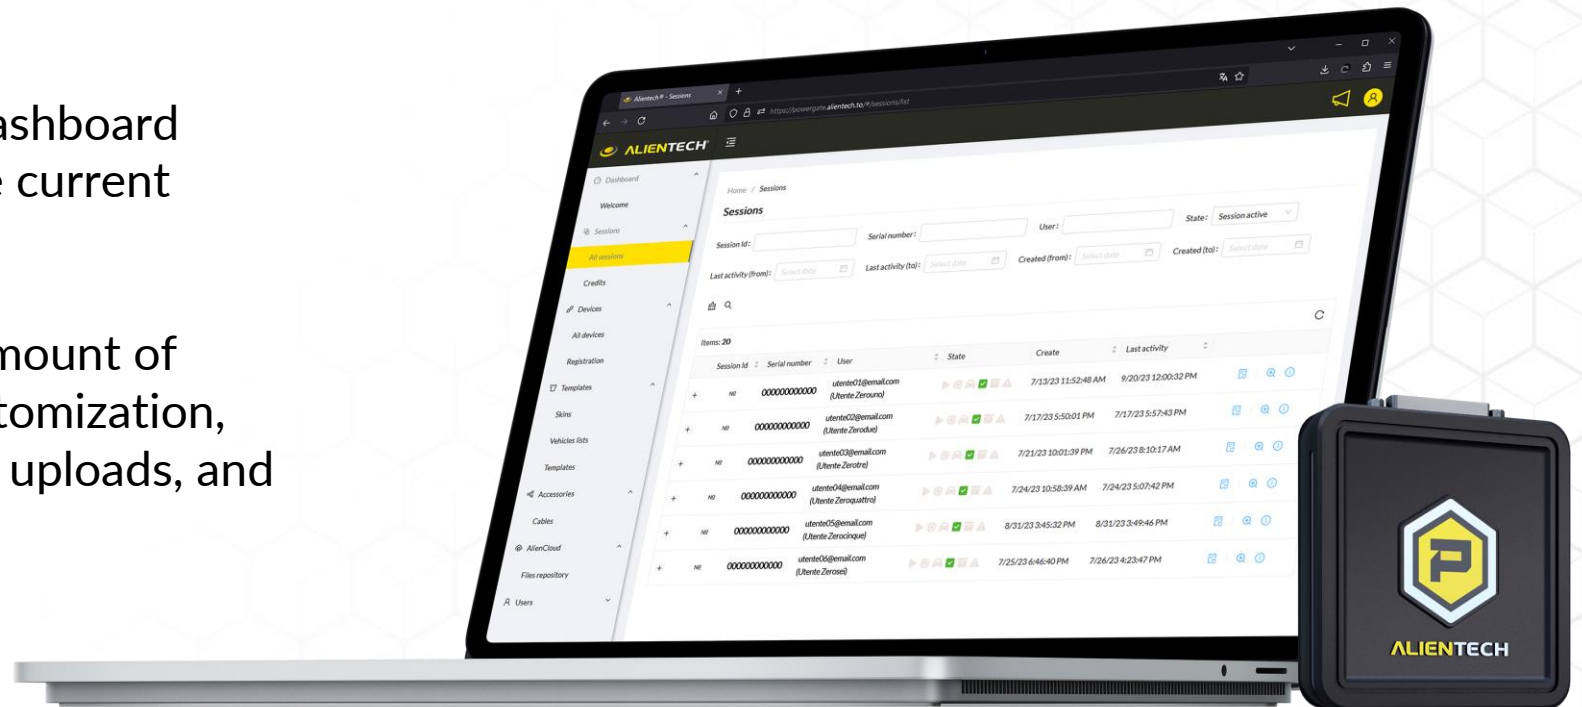 ashboard
e current
mount of
tomization,
uploads, and
Alientech® - Sessions
https://powergate.alientech.to/#/sessions/list
ALIENTECH
Dashboard
Welcome
Sessions
All sessions
Credits
Devices
All devices
Registration
Templates
Skins
Vehicles lists
Templates
Accessories
Cables
AlienCloud
Files repository
Users
Home / Sessions
Sessions
Session Id: Serial number: User: State: Session active
Last activity (from): Select date Last activity (to): Select date Created (from): Select date Created (to): Select date
Items: 20
Session Id Serial number User State Create Last activity
000000000000 utente01@email.com 7/13/23 11:52:48 AM 9/20/23 12:00:32 PM
(Utente Zerouno)
000000000000 utente02@email.com 7/17/23 5:50:01 PM 7/17/23 5:57:43 PM
(Utente Zerodue)
000000000000 utente03@email.com 7/21/23 10:01:39 PM 7/26/23 8:10:17 AM
(Utente Zerotre)
000000000000 utente04@email.com 7/24/23 10:58:39 AM 7/24/23 5:07:42 PM
(Utente Zeroquattro)
000000000000 utente05@email.com 8/31/23 3:45:32 PM 8/31/23 3:49:46 PM
(Utente Zerocinque)
000000000000 utente06@email.com 7/25/23 6:46:40 PM 7/26/23 4:23:47 PM
(Utente Zerosei)
P
ALIENTECH